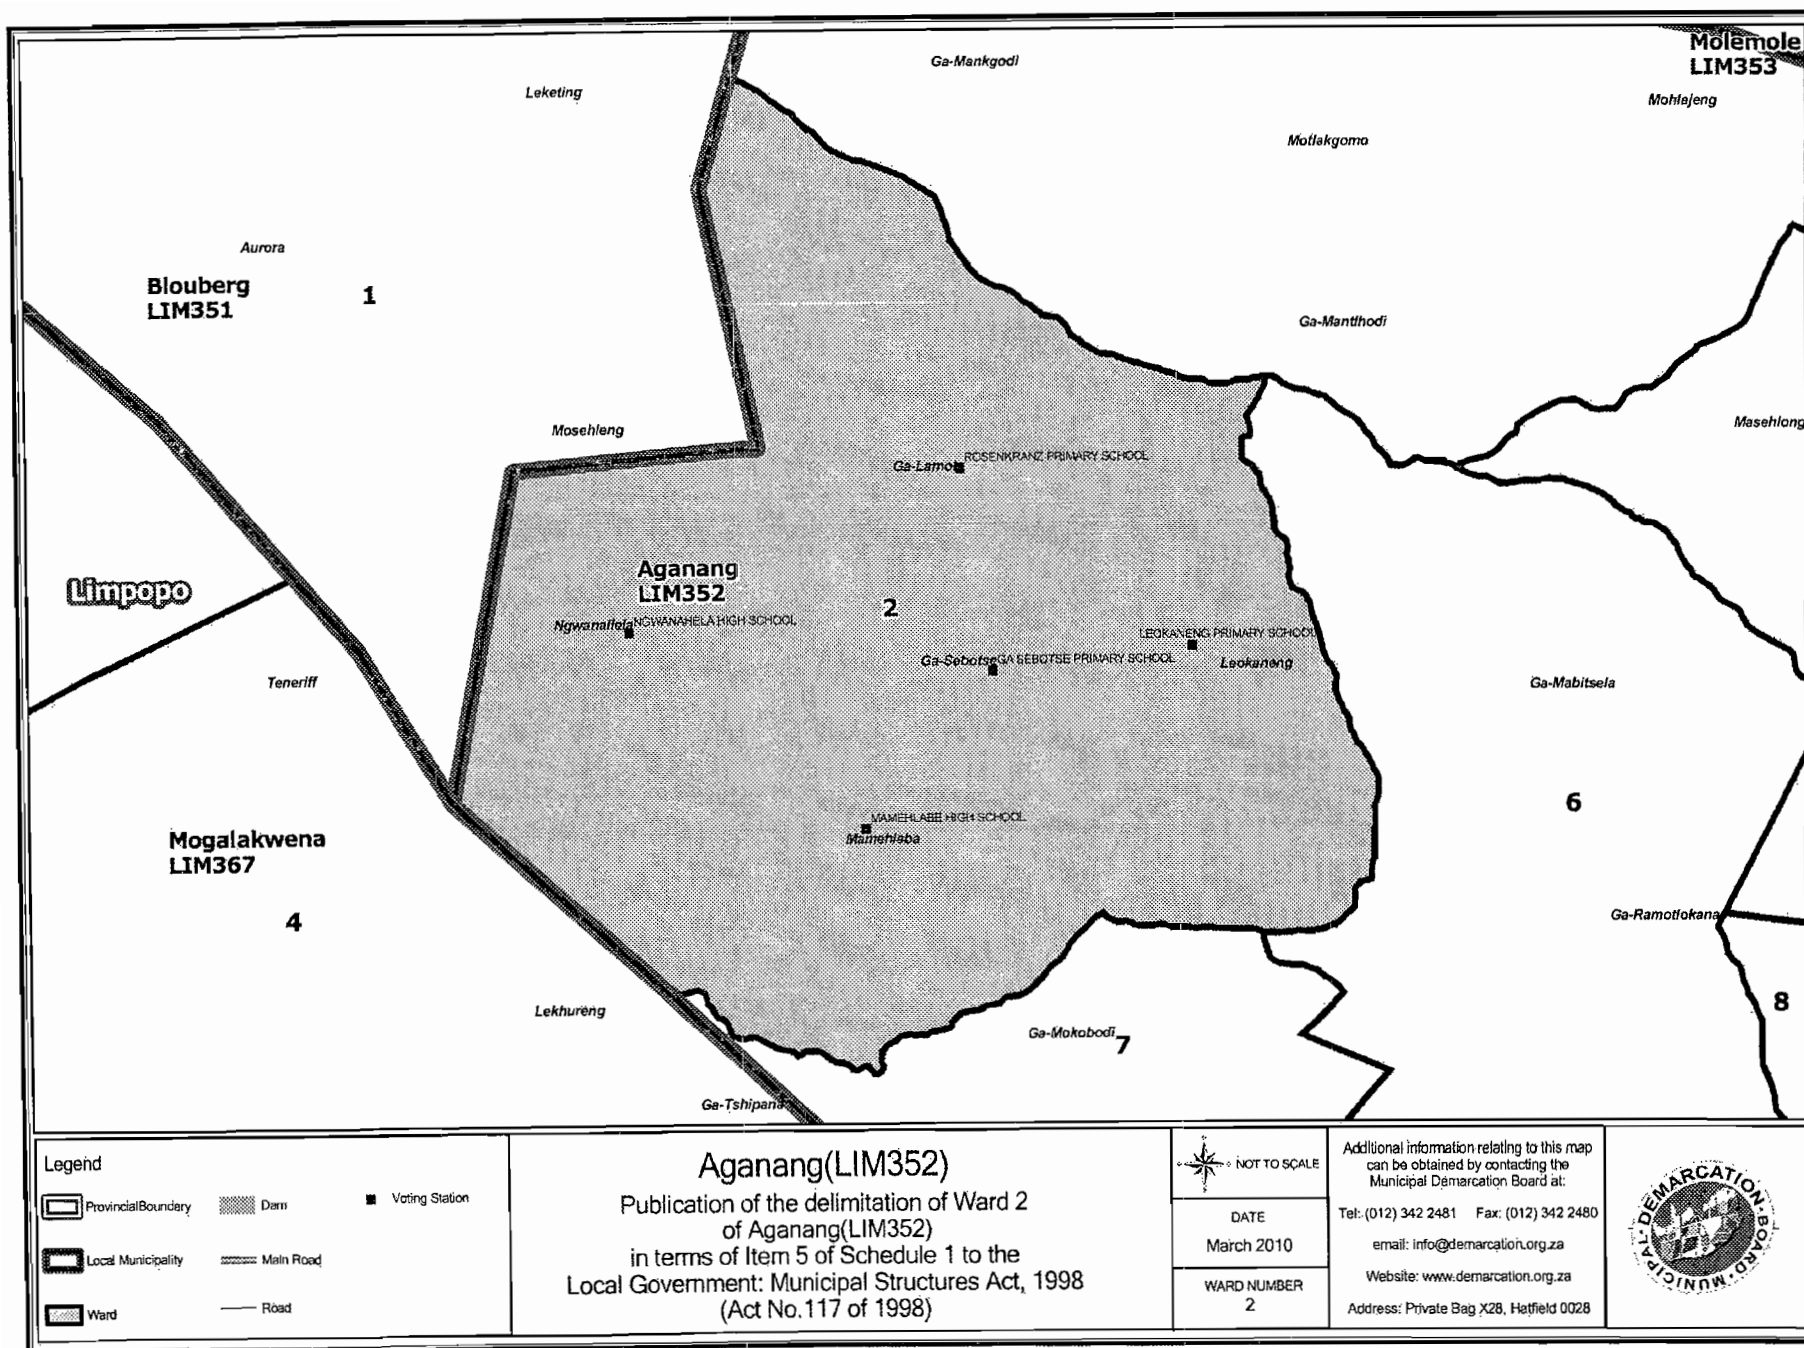 Molemole
LIM353
Ga-Mankgodi
Leketing
Mohlajeng
Motlakgomo
Aurora
Blouberg
LIM351
1
Ga-Mantlhodi
Masehlong
Mosehleng
ROSENKRANZ PRIMARY SCHOOL
Aganang
LIM352
Limpopo
2
NGWANAHELA HIGH SCHOOL
LEOKANENG PRIMARY SCHOOL
Ga-Sebotse
GA SEBOTSE PRIMARY SCHOOL
Leokaneng
Teneriff
Ga-Mabitsela
6
MAMEHLABE HIGH SCHOOL
Mamehlaba
Mogalakwena
LIM367
4
Ga-Ramotlokana
8
Lekhureng
Ga-Mokobodi
7
Ga-Tshipana
Legend
Provincial Boundery
Dam
Voting Station
Local Municipality
Main Road
Ward
Road
Aganang(LIM352)
Publication of the delimitation of Ward 2
of Aganang(LIM352)
in terms of Item 5 of Schedule 1 to the
Local Government: Municipal Structures Act, 1998
(Act No.117 of 1998)
NOT TO SCALE
DATE
March 2010
WARD NUMBER
2
Additional information relating to this map
can be obtained by contacting the
Municipal Demarcation Board at:
Tel: (012) 342 2481 Fax: (012) 342 2480
email: info@demarcation.org.za
Website: www.demarcation.org.za
Address: Private Bag X28, Hatfield 0028
MUNICIPAL DEMARCATION BOARD